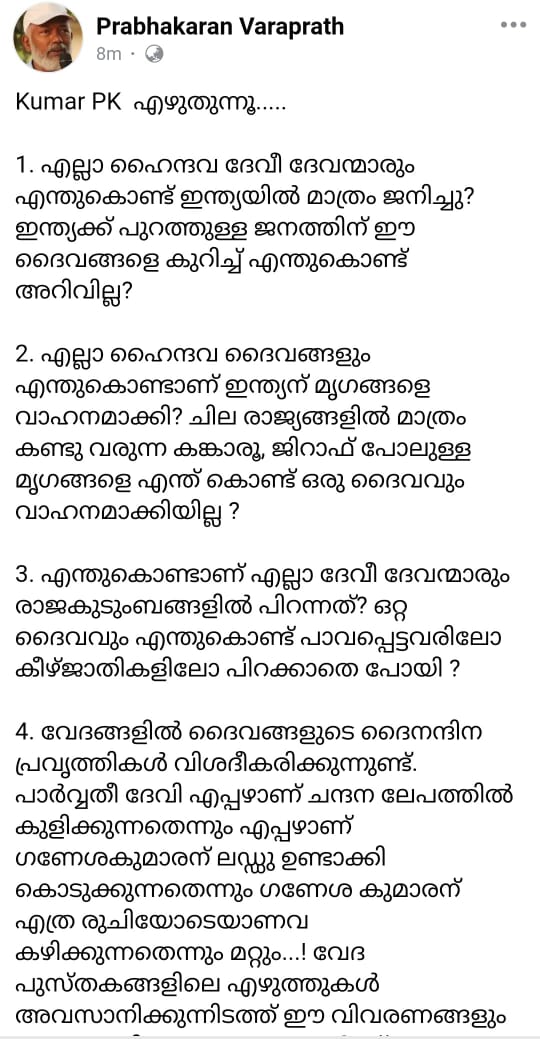 Prabhakaran Varaprath
8m ·
Kumar PK എഴുതുന്നൂ.....
1. എല്ലാ ഹൈന്ദവ ദേവീ ദേവന്മാരും
എന്തുകൊണ്ട് ഇന്ത്യയിൽ മാത്രം ജനിച്ചു?
ഇന്ത്യക്ക് പുറത്തുള്ള ജനത്തിന് ഈ
ദൈവങ്ങളെ കുറിച്ച് എന്തുകൊണ്ട്
അറിവില്ല?
2. എല്ലാ ഹൈന്ദവ ദൈവങ്ങളും
എന്തുകൊണ്ടാണ് ഇന്ത്യന് മൃഗങ്ങളെ
വാഹനമാക്കി? ചില രാജ്യങ്ങളിൽ മാത്രം
കണ്ടു വരുന്ന കങ്കാരൂ, ജിറാഫ് പോലുള്ള
മൃഗങ്ങളെ എന്ത് കൊണ്ട് ഒരു ദൈവവും
വാഹനമാക്കിയില്ല ?
3. എന്തുകൊണ്ടാണ് എല്ലാ ദേവീ ദേവന്മാരും
രാജകുടുംബങ്ങളിൽ പിറന്നത്? ഒറ്റ
ദൈവവും എന്തുകൊണ്ട് പാവപ്പെട്ടവരിലോ
കീഴ്ജാതികളിലോ പിറക്കാതെ പോയി ?
4. വേദങ്ങളിൽ ദൈവങ്ങളുടെ ദൈനന്ദിന
പ്രവൃത്തികൾ വിശദീകരിക്കുന്നുണ്ട്.
പാർവ്വതീ ദേവി എപ്പഴാണ് ചന്ദന ലേപത്തിൽ
കുളിക്കുന്നതെന്നും എപ്പഴാണ്
ഗണേശകുമാരന് ലഡ്ഡു ഉണ്ടാക്കി
കൊടുക്കുന്നതെന്നും ഗണേശ കുമാരന്
എത്ര രുചിയോടെയാണവ
കഴിക്കുന്നതെന്നും മറ്റും...! വേദ
പുസ്തകങ്ങളിലെ എഴുത്തുകൾ
അവസാനിക്കുന്നിടത്ത് ഈ വിവരണങ്ങളും